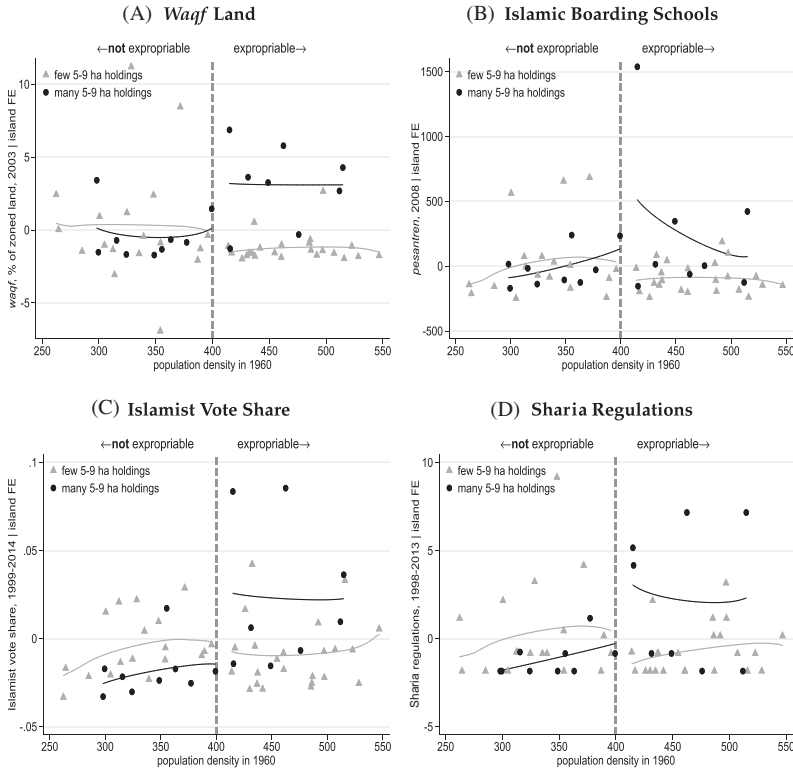 (A) Waqf Land
←not expropriable expropriable→
few 5-9 ha holdings
many 5-9 ha holdings
waqf, % of zoned land, 2003 | island FE
10
5
0
-5
250 300 350 400 450 500 550
population density in 1960
(B) Islamic Boarding Schools
←not expropriable expropriable→
few 5-9 ha holdings
many 5-9 ha holdings
pesantren, 2008 | island FE
1500
1000
500
0
-500
250 300 350 400 450 500 550
population density in 1960
(C) Islamist Vote Share
←not expropriable expropriable→
few 5-9 ha holdings
many 5-9 ha holdings
Islamist vote share, 1999-2014 | island FE
.1
.05
0
-.05
250 300 350 400 450 500 550
population density in 1960
(D) Sharia Regulations
←not expropriable expropriable→
few 5-9 ha holdings
many 5-9 ha holdings
Sharia regulations, 1998-2013 | island FE
10
5
0
-5
250 300 350 400 450 500 550
population density in 1960